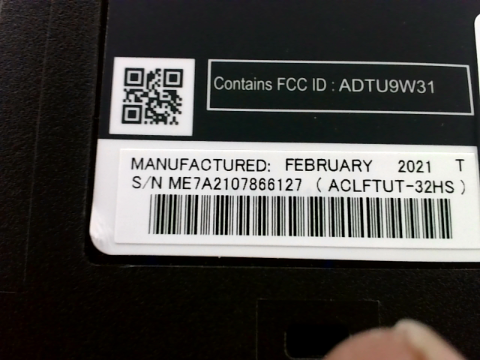 Contains FCC ID : ADTU9W31
MANUFACTURED: FEBRUARY 2021 T
S/N ME7A2107866127 ( ACLFTUT-32HS )